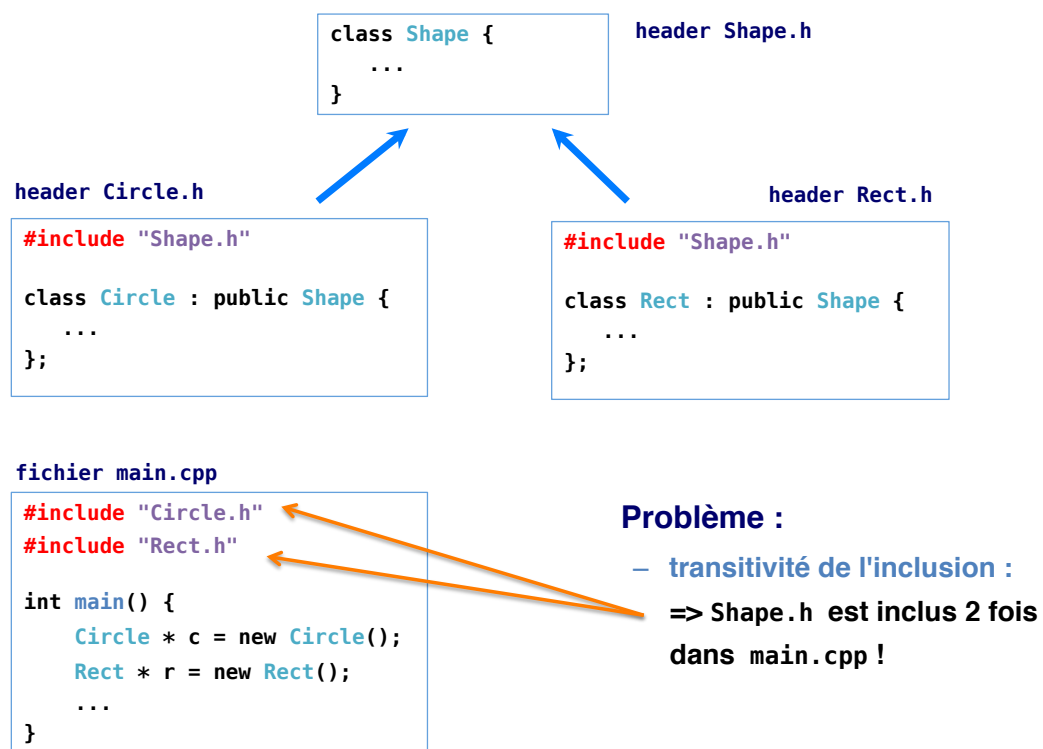 class Shape {
...
}
header Shape.h
header Circle.h
#include "Shape.h"
class Circle : public Shape {
...
};
header Rect.h
#include "Shape.h"
class Rect : public Shape {
...
};
fichier main.cpp
#include "Circle.h"
#include "Rect.h"
int main() {
Circle * c = new Circle();
Rect * r = new Rect();
...
}
Problème :
– transitivité de l'inclusion :
=> Shape.h est inclus 2 fois
dans main.cpp !